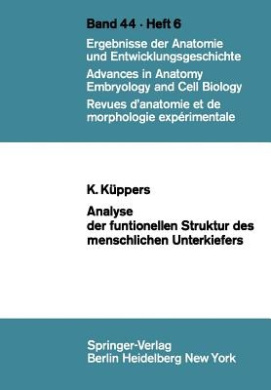 Band 44 · Heft 6
Ergebnisse der Anatomie
und Entwicklungsgeschichte
Advances in Anatomy
Embryology and Cell Biology
Revues d'anatomie et de
morphologie expérimentale
K. Küppers
Analyse
der funtionellen Struktur des
menschlichen Unterkiefers
Springer-Verlag
Berlin Heidelberg New York